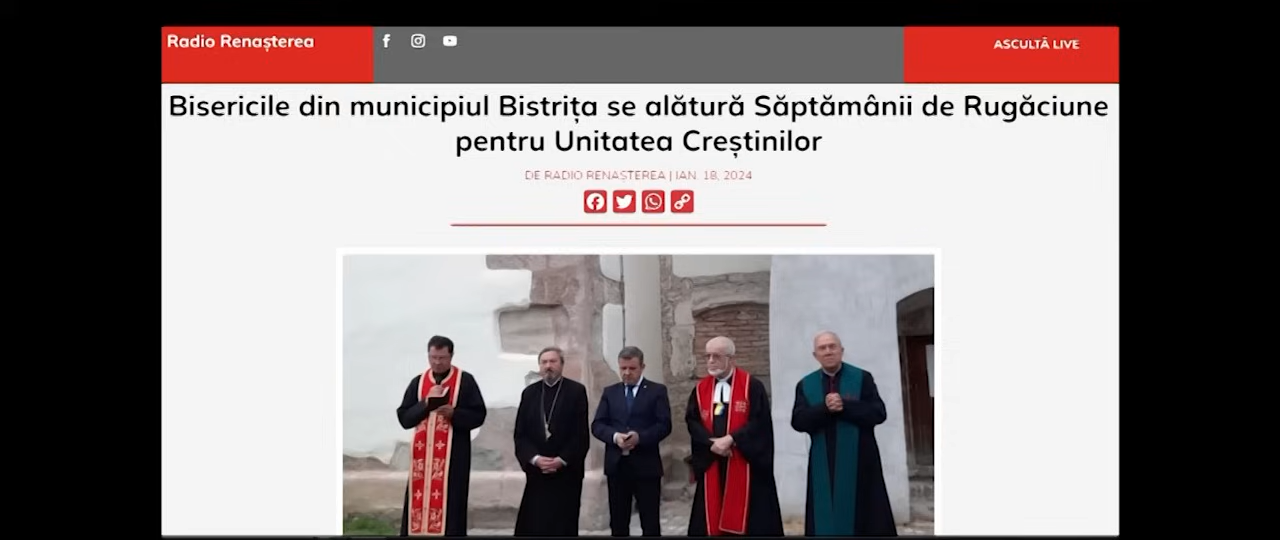 Radio Renașterea
ASCULTĂ LIVE
Bisericile din municipiul Bistrița se alătură Săptămânii de Rugăciune
pentru Unitatea Creștinilor
DE RADIO RENAȘTEREA | IAN. 18, 2024